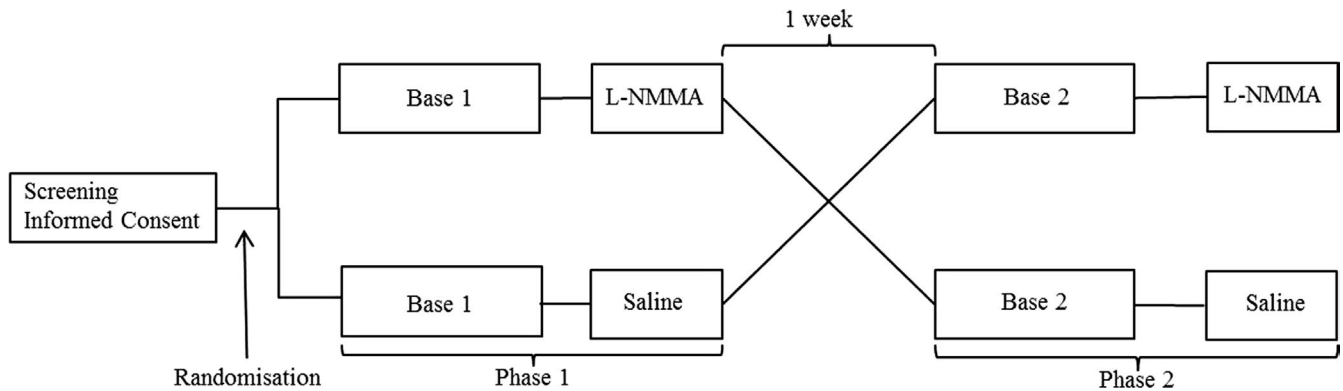 1 week
Base 1
L-NMMA
Base 2
L-NMMA
Screening
Informed Consent
Base 1
Saline
Base 2
Saline
Randomisation
Phase 1
Phase 2